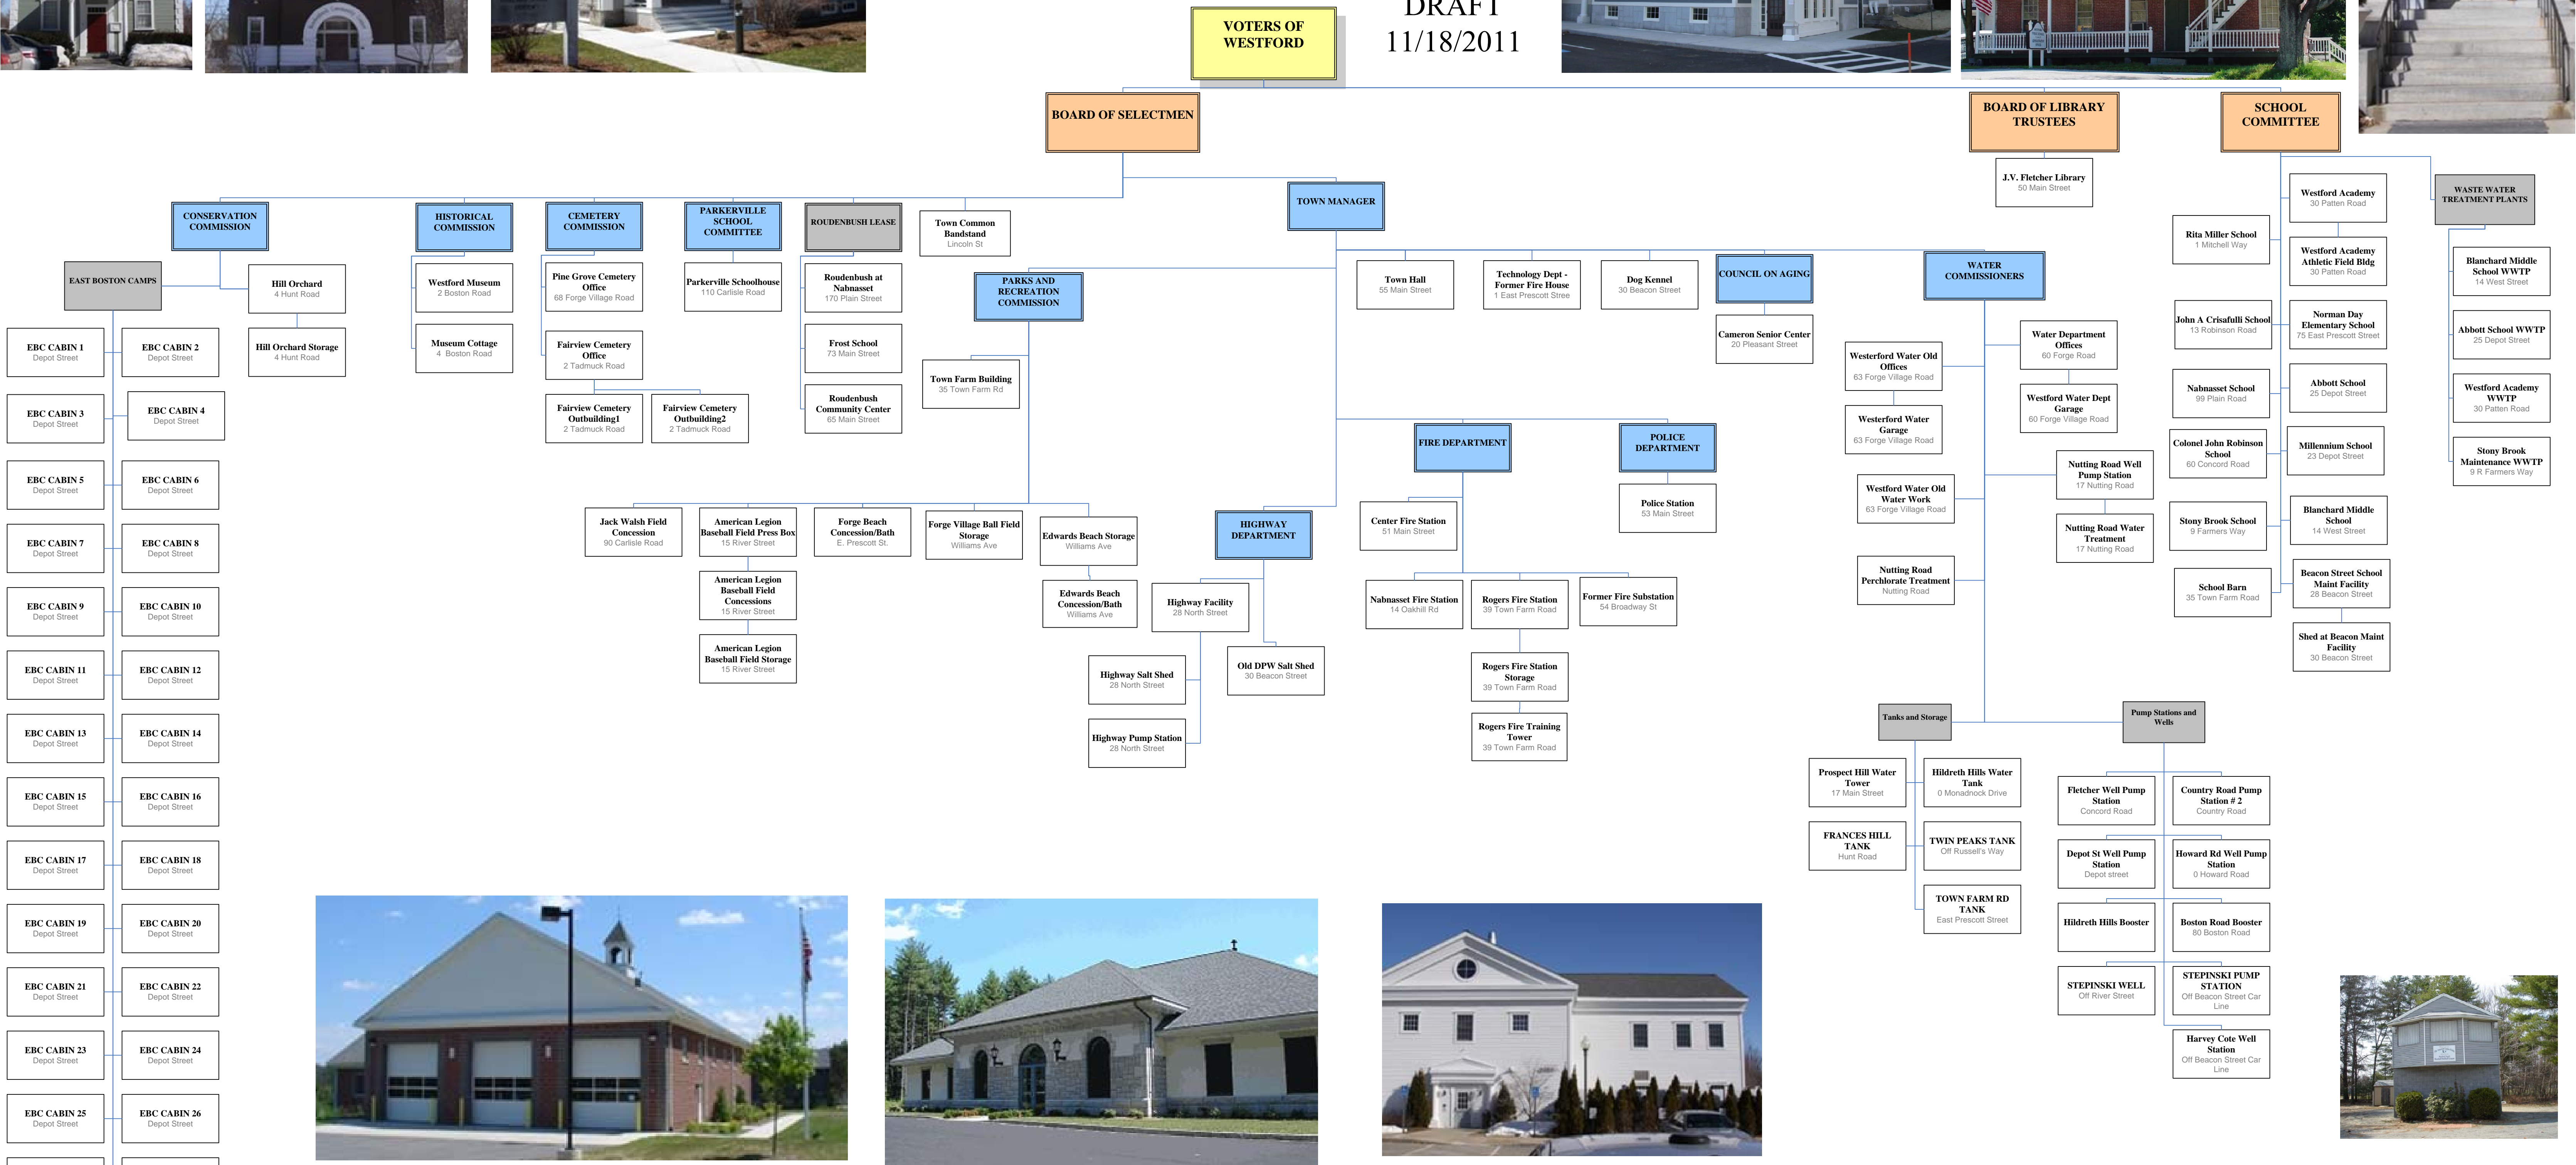 DRAFT
11/18/2011
VOTERS OF
WESTFORD
BOARD OF SELECTMEN
BOARD OF LIBRARY
TRUSTEES
SCHOOL
COMMITTEE
J.V. Fletcher Library
50 Main Street
TOWN MANAGER
CONSERVATION
COMMISSION
HISTORICAL
COMMISSION
CEMETERY
COMMISSION
PARKERVILLE
SCHOOL
COMMITTEE
ROUDENBUSH LEASE
Town Common
Bandstand
Lincoln St
EAST BOSTON CAMPS
Hill Orchard
4 Hunt Road
Hill Orchard Storage
4 Hunt Road
Westford Museum
2 Boston Road
Museum Cottage
4 Boston Road
Pine Grove Cemetery
Office
68 Forge Village Road
Fairview Cemetery
Office
2 Tadmuck Road
Fairview Cemetery
Outbuilding1
2 Tadmuck Road
Fairview Cemetery
Outbuilding2
2 Tadmuck Road
Parkerville Schoolhouse
110 Carlisle Road
Roudenbush at
Nabnasset
170 Plain Street
Frost School
73 Main Street
Roudenbush
Community Center
65 Main Street
PARKS AND
RECREATION
COMMISSION
Town Farm Building
35 Town Farm Rd
Jack Walsh Field
Concession
90 Carlisle Road
American Legion
Baseball Field Press Box
15 River Street
American Legion
Baseball Field
Concessions
15 River Street
American Legion
Baseball Field Storage
15 River Street
Forge Beach
Concession/Bath
E. Prescott St.
Forge Village Ball Field
Storage
Williams Ave
Edwards Beach Storage
Williams Ave
Edwards Beach
Concession/Bath
Williams Ave
Town Hall
55 Main Street
Technology Dept -
Former Fire House
1 East Prescott Stree
Dog Kennel
30 Beacon Street
COUNCIL ON AGING
Cameron Senior Center
20 Pleasant Street
WATER
COMMISSIONERS
HIGHWAY
DEPARTMENT
Highway Facility
28 North Street
Highway Salt Shed
28 North Street
Highway Pump Station
28 North Street
Old DPW Salt Shed
30 Beacon Street
FIRE DEPARTMENT
Center Fire Station
51 Main Street
Nabnasset Fire Station
14 Oakhill Rd
Rogers Fire Station
39 Town Farm Road
Former Fire Substation
54 Broadway St
Rogers Fire Station
Storage
39 Town Farm Road
Rogers Fire Training
Tower
39 Town Farm Road
POLICE
DEPARTMENT
Police Station
53 Main Street
Westerford Water Old
Offices
63 Forge Village Road
Westerford Water
Garage
63 Forge Village Road
Westford Water Old
Water Work
63 Forge Village Road
Nutting Road
Perchlorate Treatment
Nutting Road
Water Department
Offices
60 Forge Road
Westford Water Dept
Garage
60 Forge Village Road
Nutting Road Well
Pump Station
17 Nutting Road
Nutting Road Water
Treatment
17 Nutting Road
Tanks and Storage
Prospect Hill Water
Tower
17 Main Street
Hildreth Hills Water
Tank
0 Monadnock Drive
FRANCES HILL
TANK
Hunt Road
TWIN PEAKS TANK
Off Russell's Way
TOWN FARM RD
TANK
East Prescott Street
Pump Stations and
Wells
Fletcher Well Pump
Station
Concord Road
Country Road Pump
Station # 2
Country Road
Depot St Well Pump
Station
Depot street
Howard Rd Well Pump
Station
0 Howard Road
Hildreth Hills Booster
Boston Road Booster
80 Boston Road
STEPINSKI WELL
Off River Street
STEPINSKI PUMP
STATION
Off Beacon Street Car
Line
Harvey Cote Well
Station
Off Beacon Street Car
Line
Rita Miller School
1 Mitchell Way
John A Crisafulli School
13 Robinson Road
Nabnasset School
99 Plain Road
Colonel John Robinson
School
60 Concord Road
Stony Brook School
9 Farmers Way
School Barn
35 Town Farm Road
Westford Academy
30 Patten Road
Westford Academy
Athletic Field Bldg
30 Patten Road
Norman Day
Elementary School
75 East Prescott Street
Abbott School
25 Depot Street
Millennium School
23 Depot Street
Blanchard Middle
School
14 West Street
Beacon Street School
Maint Facility
28 Beacon Street
Shed at Beacon Maint
Facility
30 Beacon Street
WASTE WATER
TREATMENT PLANTS
Blanchard Middle
School WWTP
14 West Street
Abbott School WWTP
25 Depot Street
Westford Academy
WWTP
30 Patten Road
Stony Brook
Maintenance WWTP
9 R Farmers Way
EBC CABIN 1
Depot Street
EBC CABIN 2
Depot Street
EBC CABIN 3
Depot Street
EBC CABIN 4
Depot Street
EBC CABIN 5
Depot Street
EBC CABIN 6
Depot Street
EBC CABIN 7
Depot Street
EBC CABIN 8
Depot Street
EBC CABIN 9
Depot Street
EBC CABIN 10
Depot Street
EBC CABIN 11
Depot Street
EBC CABIN 12
Depot Street
EBC CABIN 13
Depot Street
EBC CABIN 14
Depot Street
EBC CABIN 15
Depot Street
EBC CABIN 16
Depot Street
EBC CABIN 17
Depot Street
EBC CABIN 18
Depot Street
EBC CABIN 19
Depot Street
EBC CABIN 20
Depot Street
EBC CABIN 21
Depot Street
EBC CABIN 22
Depot Street
EBC CABIN 23
Depot Street
EBC CABIN 24
Depot Street
EBC CABIN 25
Depot Street
EBC CABIN 26
Depot Street